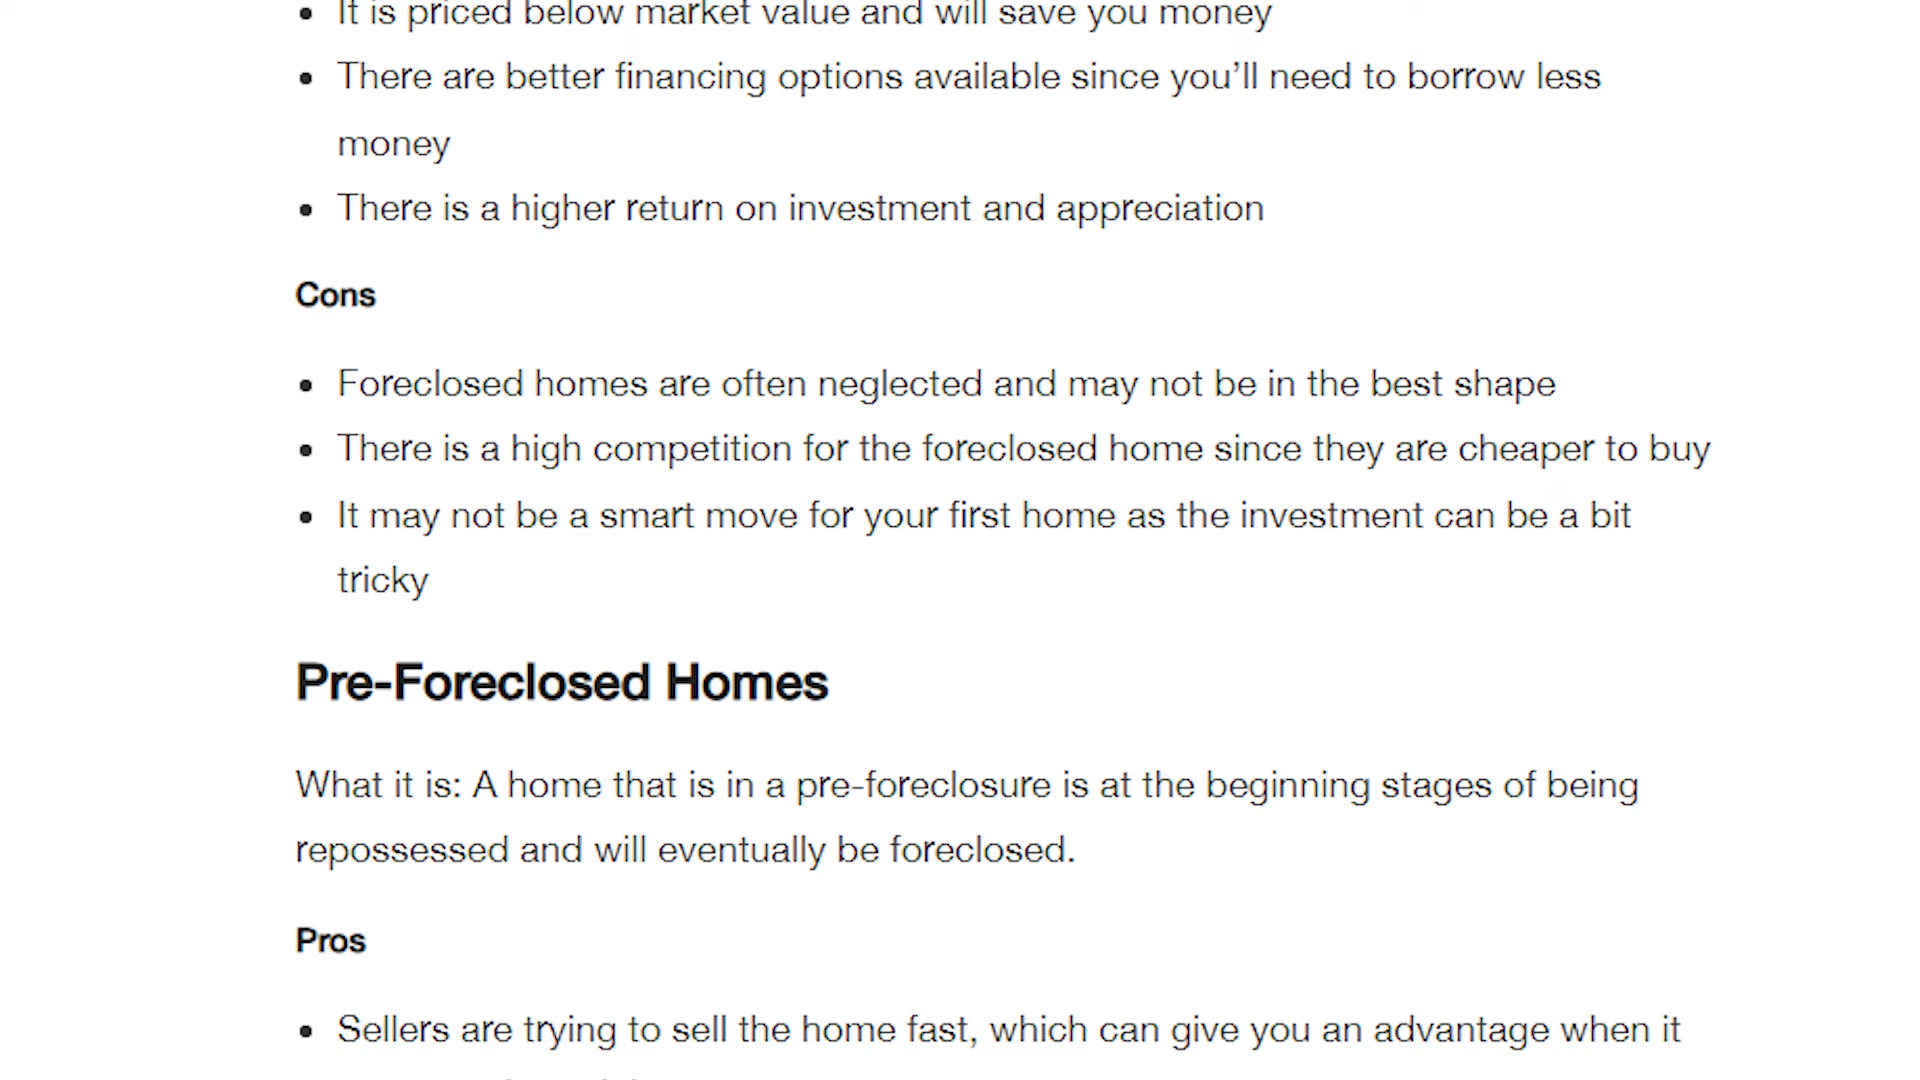 • It is priced below market value and will save you money
• There are better financing options available since you’ll need to borrow less
money
• There is a higher return on investment and appreciation
Cons
• Foreclosed homes are often neglected and may not be in the best shape
• There is a high competition for the foreclosed home since they are cheaper to buy
• It may not be a smart move for your first home as the investment can be a bit
tricky
Pre-Foreclosed Homes
What it is: A home that is in a pre-foreclosure is at the beginning stages of being
repossessed and will eventually be foreclosed.
Pros
• Sellers are trying to sell the home fast, which can give you an advantage when it